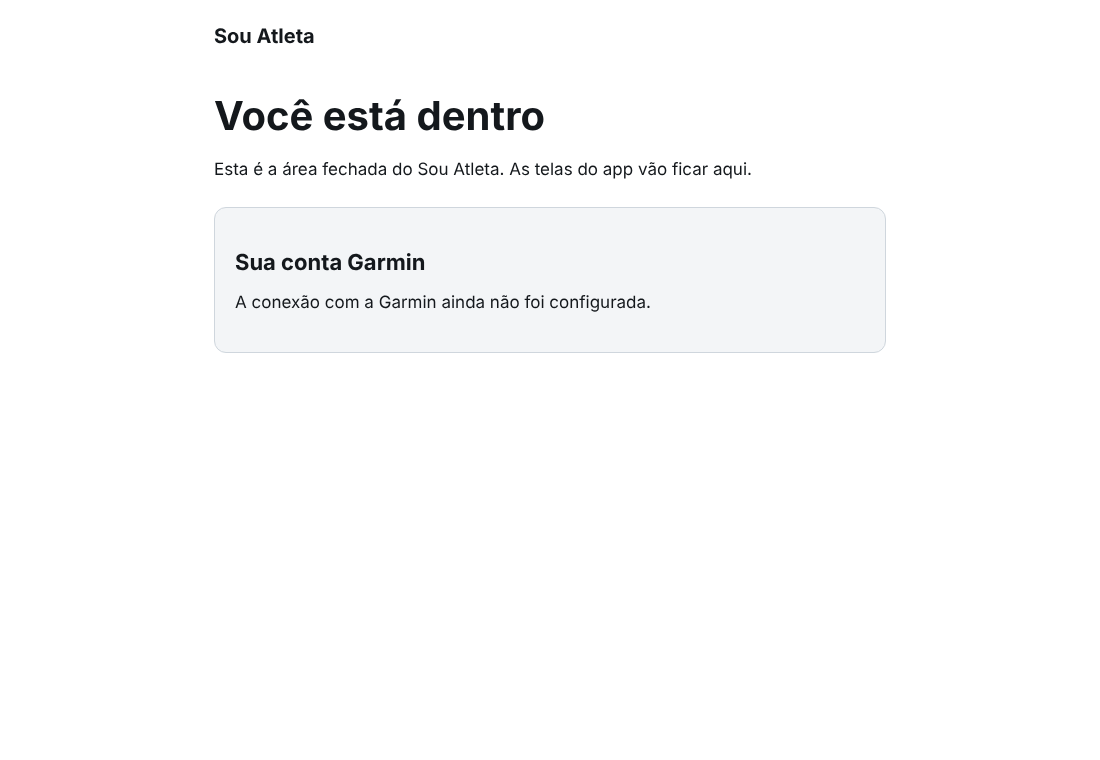 Sou Atleta
Você está dentro
Esta é a área fechada do Sou Atleta. As telas do app vão ficar aqui.
Sua conta Garmin
A conexão com a Garmin ainda não foi configurada.